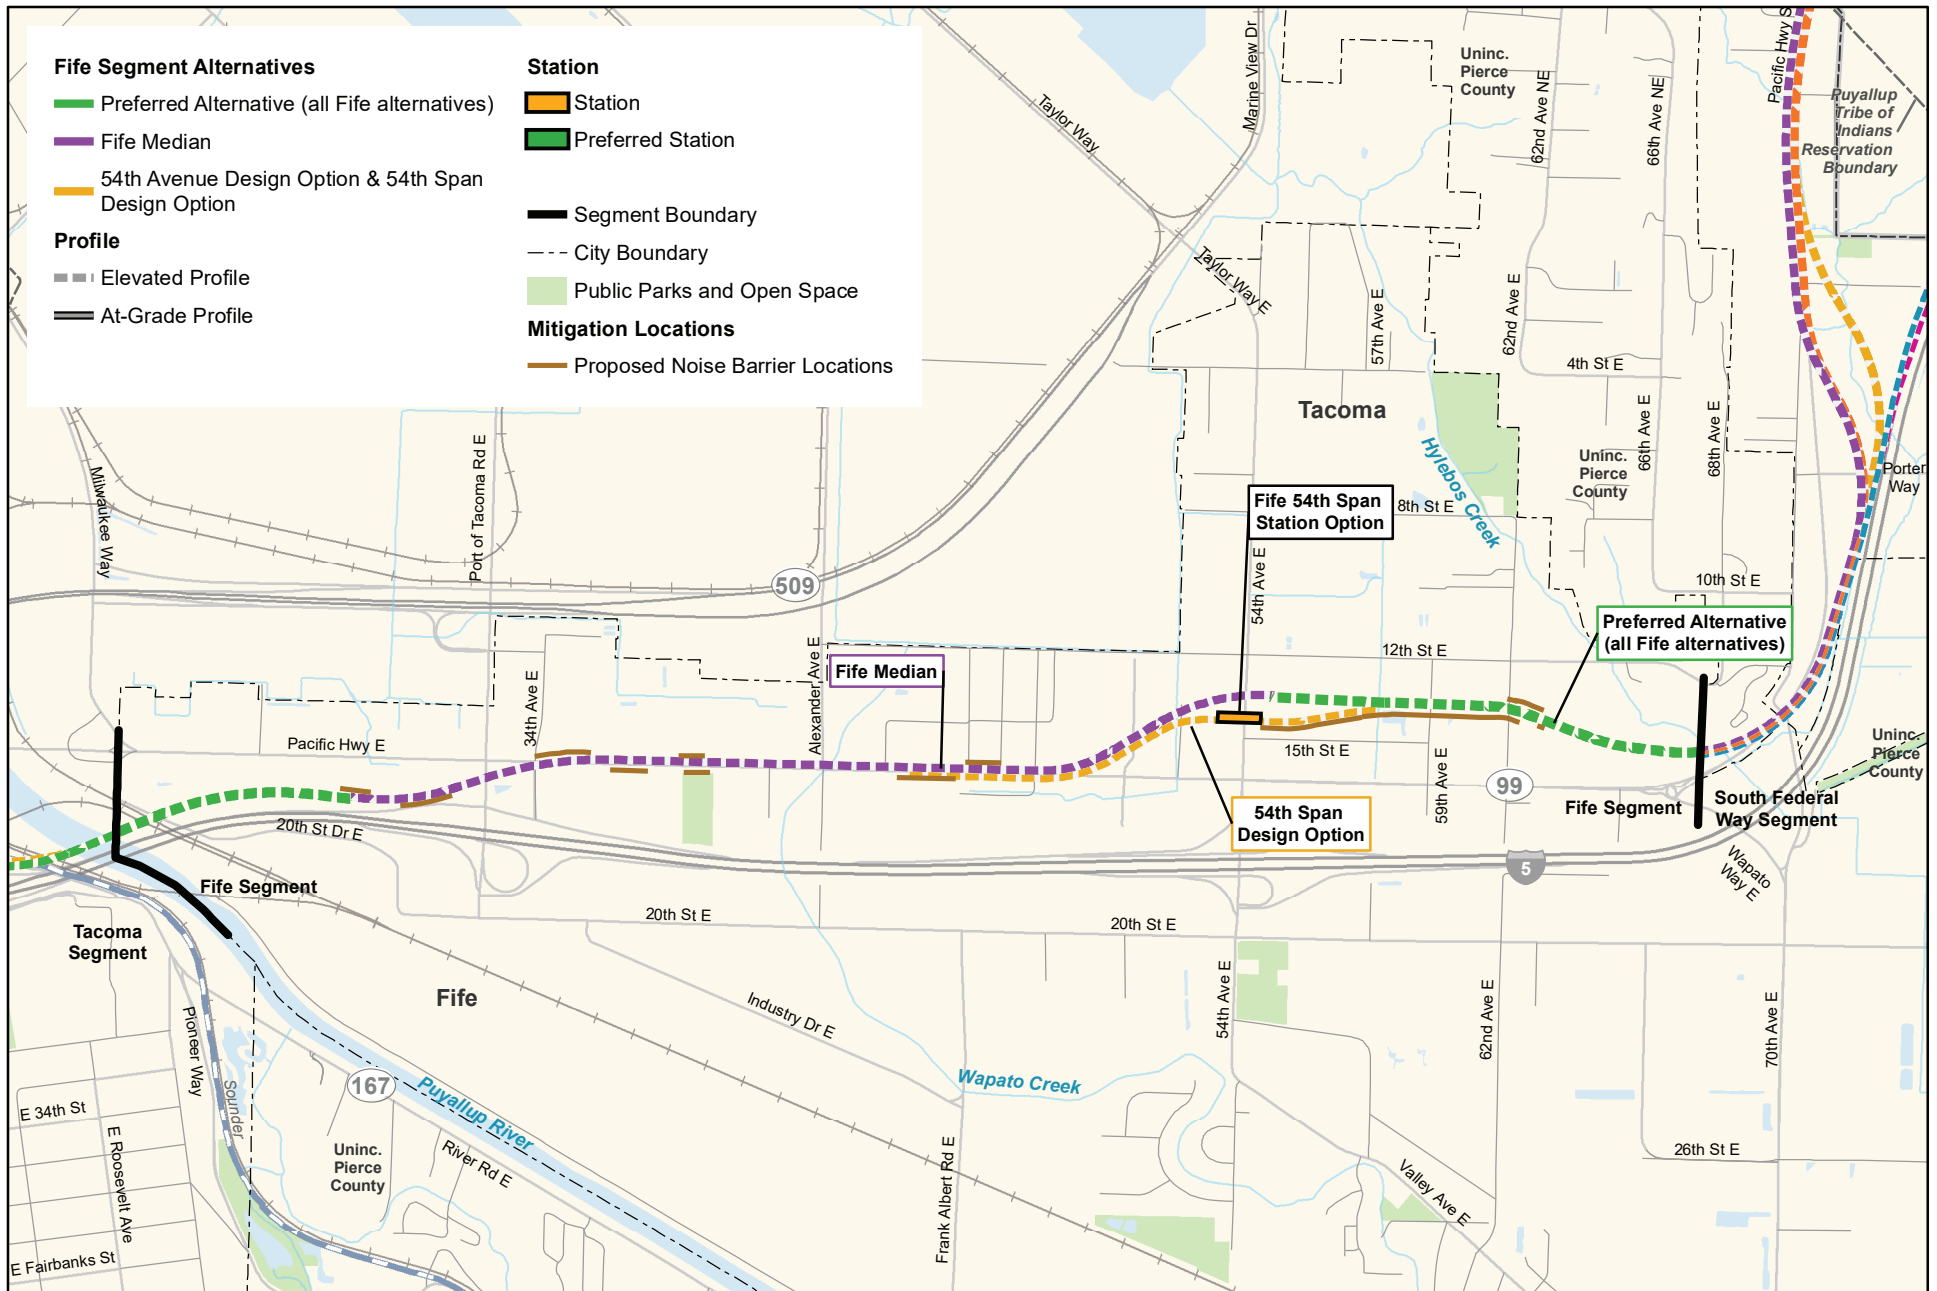 Fife Segment Alternatives
Preferred Alternative (all Fife alternatives)
Fife Median
54th Avenue Design Option & 54th Span
Design Option
Profile
Elevated Profile
At-Grade Profile
Station
Station
Preferred Station
Segment Boundary
City Boundary
Public Parks and Open Space
Mitigation Locations
Proposed Noise Barrier Locations
Taylor Way
Marine View Dr
Uninc.
Pierce
County
62nd Ave NE
66th Ave NE
Pacific Hwy S
Puyallup
Tribe of
Indians
Reservation
Boundary
Taylor Way E
57th Ave E
62nd Ave E
4th St E
Tacoma
66th Ave E
68th Ave E
Hylebos Creek
Uninc.
Pierce
County
Porter
Way
Milwaukee Way
Port of Tacoma Rd E
509
Fife 54th Span
Station Option
8th St E
54th Ave E
10th St E
Preferred Alternative
(all Fife alternatives)
12th St E
Alexander Ave E
Fife Median
34th Ave E
Pacific Hwy E
15th St E
59th Ave E
99
Uninc.
Pierce
County
54th Span
Design Option
Fife Segment
South Federal
Way Segment
20th St Dr E
5
Wapato
Way E
Fife Segment
Tacoma
Segment
20th St E
20th St E
Fife
Industry Dr E
54th Ave E
62nd Ave E
70th Ave E
Pioneer Way
Sounder
167
Puyallup River
Wapato Creek
E 34th St
E Roosevelt Ave
Uninc.
Pierce
County
River Rd E
Frank Albert Rd E
Valley Ave E
26th St E
E Fairbanks St